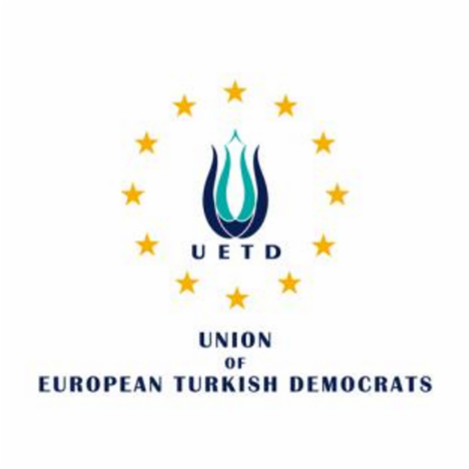 UETD
UNION
OF
EUROPEAN TURKISH DEMOCRATS